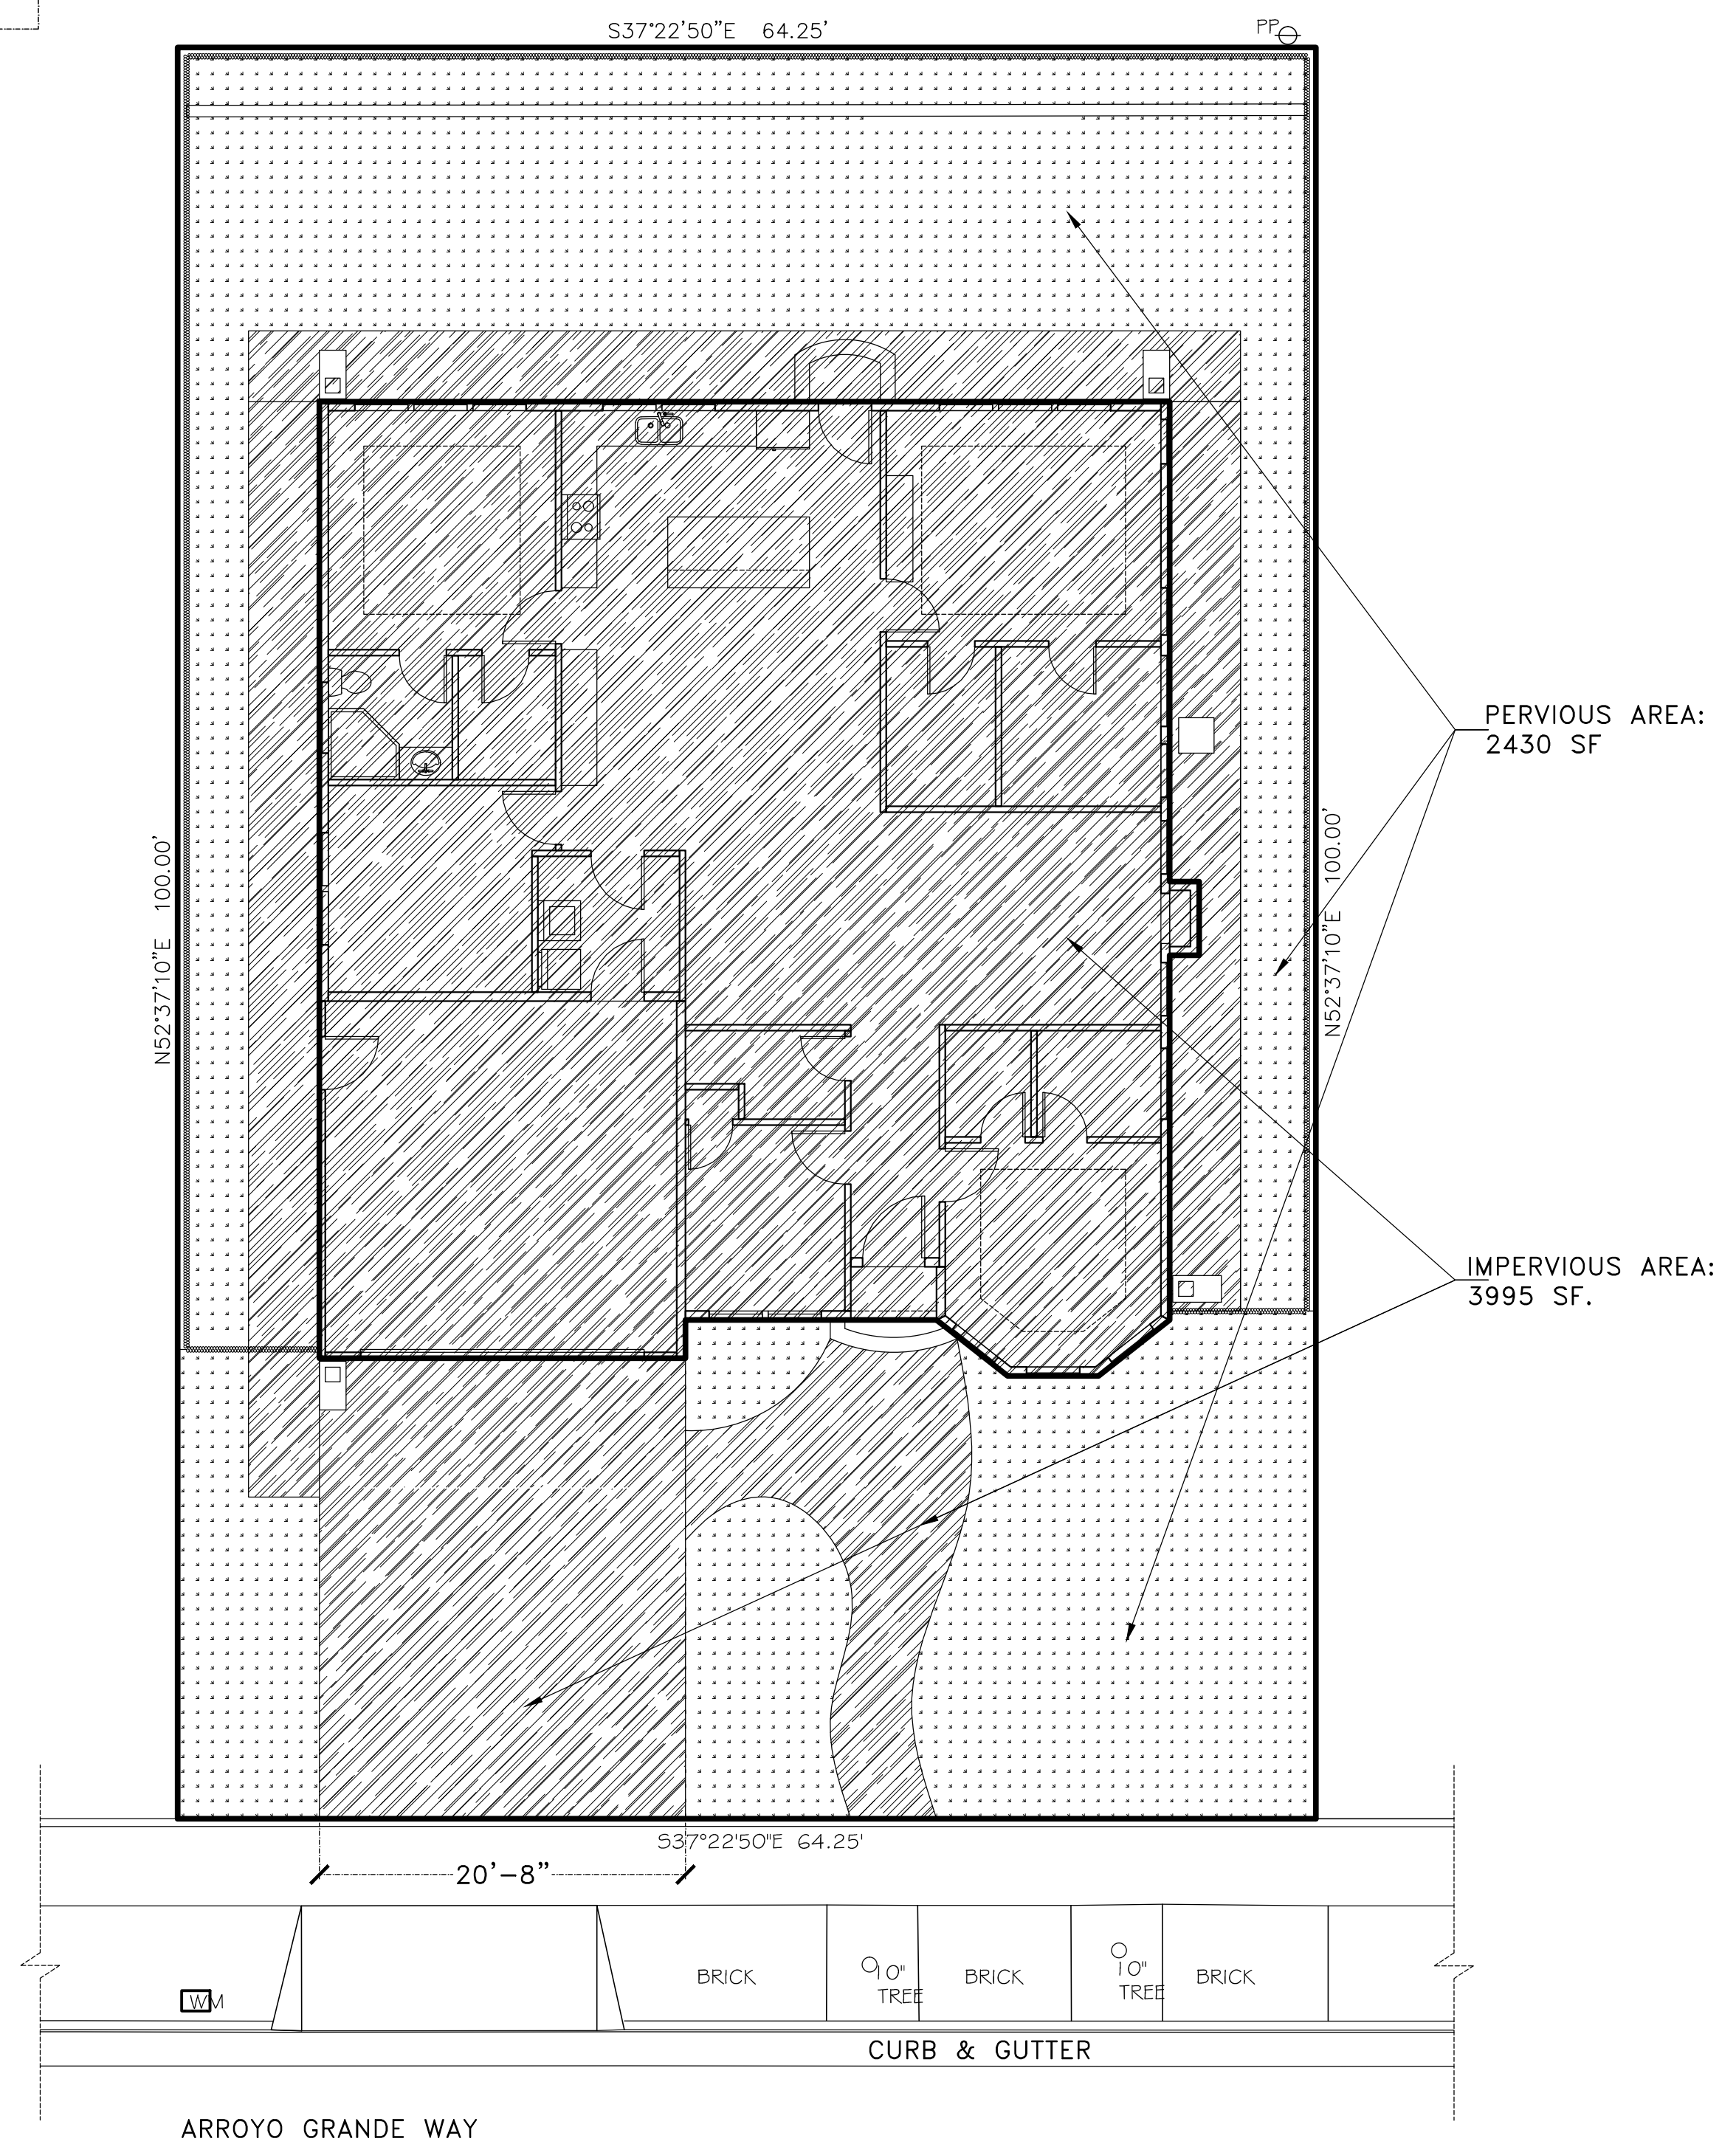 S37°22'50"E 64.25'
PP
PERVIOUS AREA:
2430 SF
N52°37'10"E 100.00'
N52°37'10"E 100.00'
IMPERVIOUS AREA:
3995 SF.
S37°22'50"E 64.25'
20'-8"
BRICK
10"
TREE
BRICK
10"
TREE
BRICK
WM
CURB & GUTTER
ARROYO GRANDE WAY